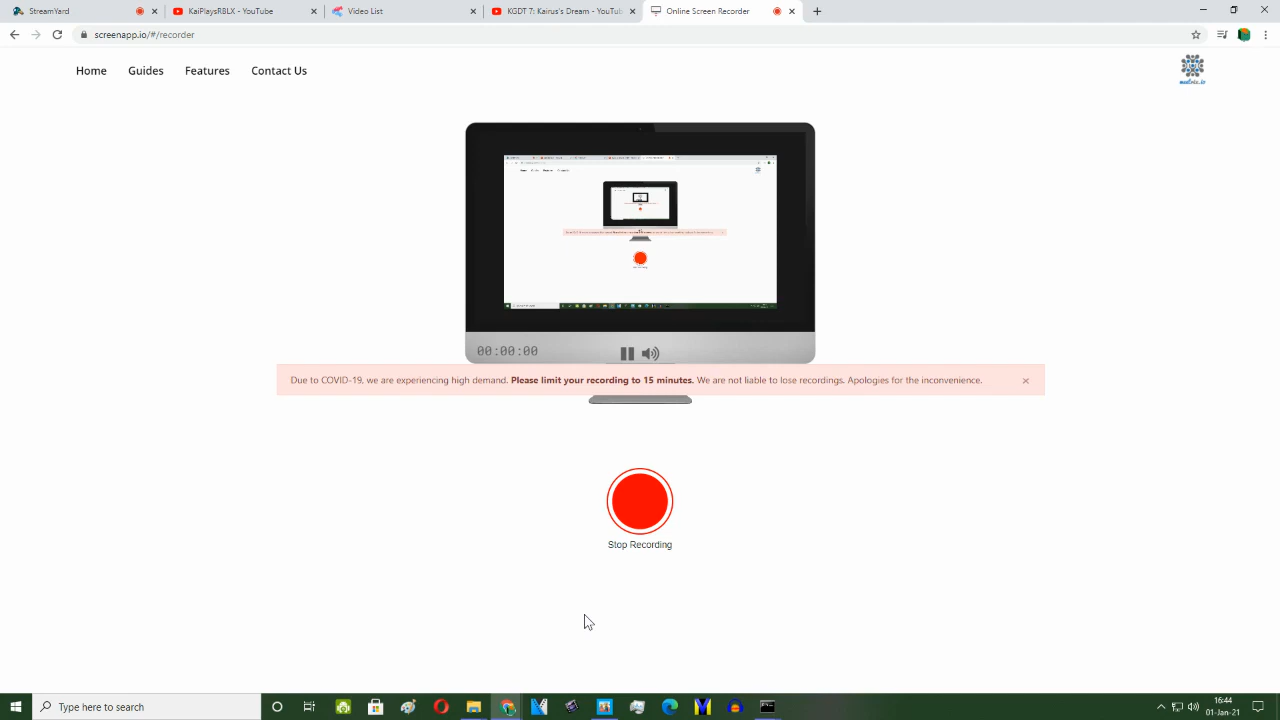 StreamYard
KaiPlaysRBLX - YouTube
Video List
KGDT 7: Kairus's Dream - YouTub
Online Screen Recorder
screenapp.io/#/recorder
Home
Guides
Features
Contact Us
00:00:00
Due to COVID-19, we are experiencing high demand. Please limit your recording to 15 minutes. We are not liable to lose recordings. Apologies for the inconvenience.
Stop Recording
Type here to search
16:44
01-Jan-21